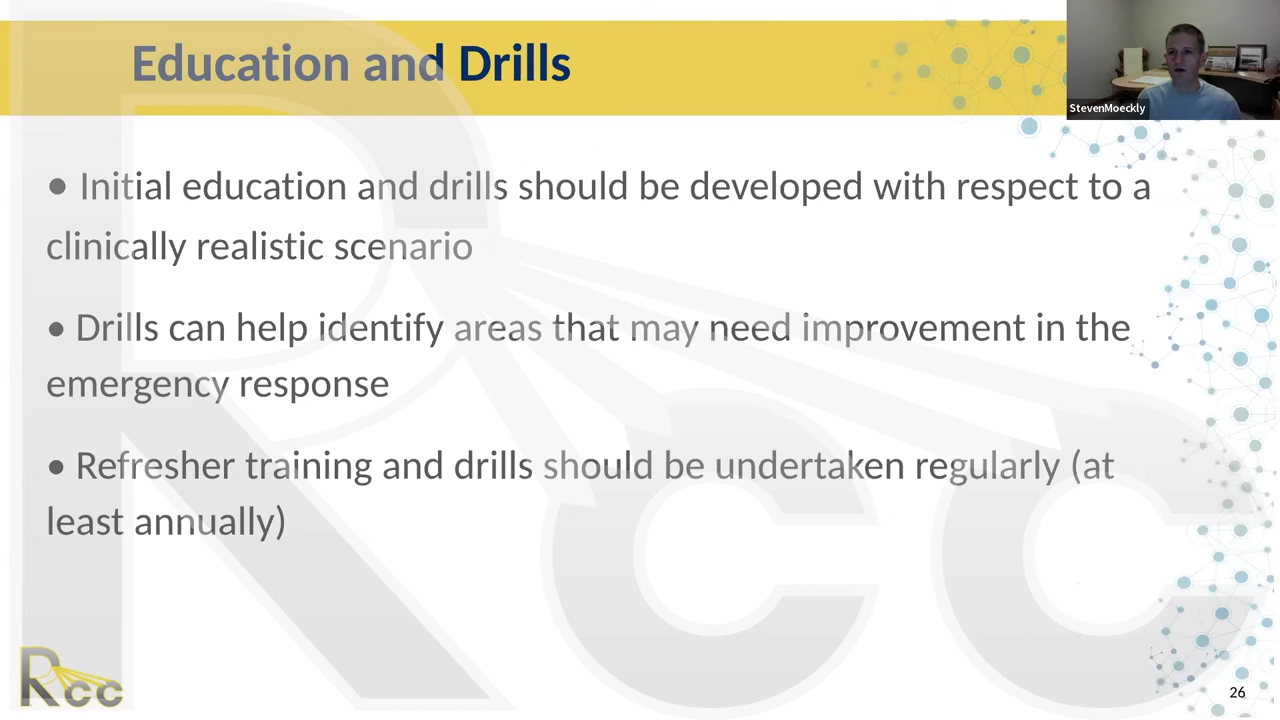 Education and Drills
StevenMoeckly
• Initial education and drills should be developed with respect to a
clinically realistic scenario
• Drills can help identify areas that may need improvement in the
emergency response
• Refresher training and drills should be undertaken regularly (at
least annually)
Rcc
Rcc
26